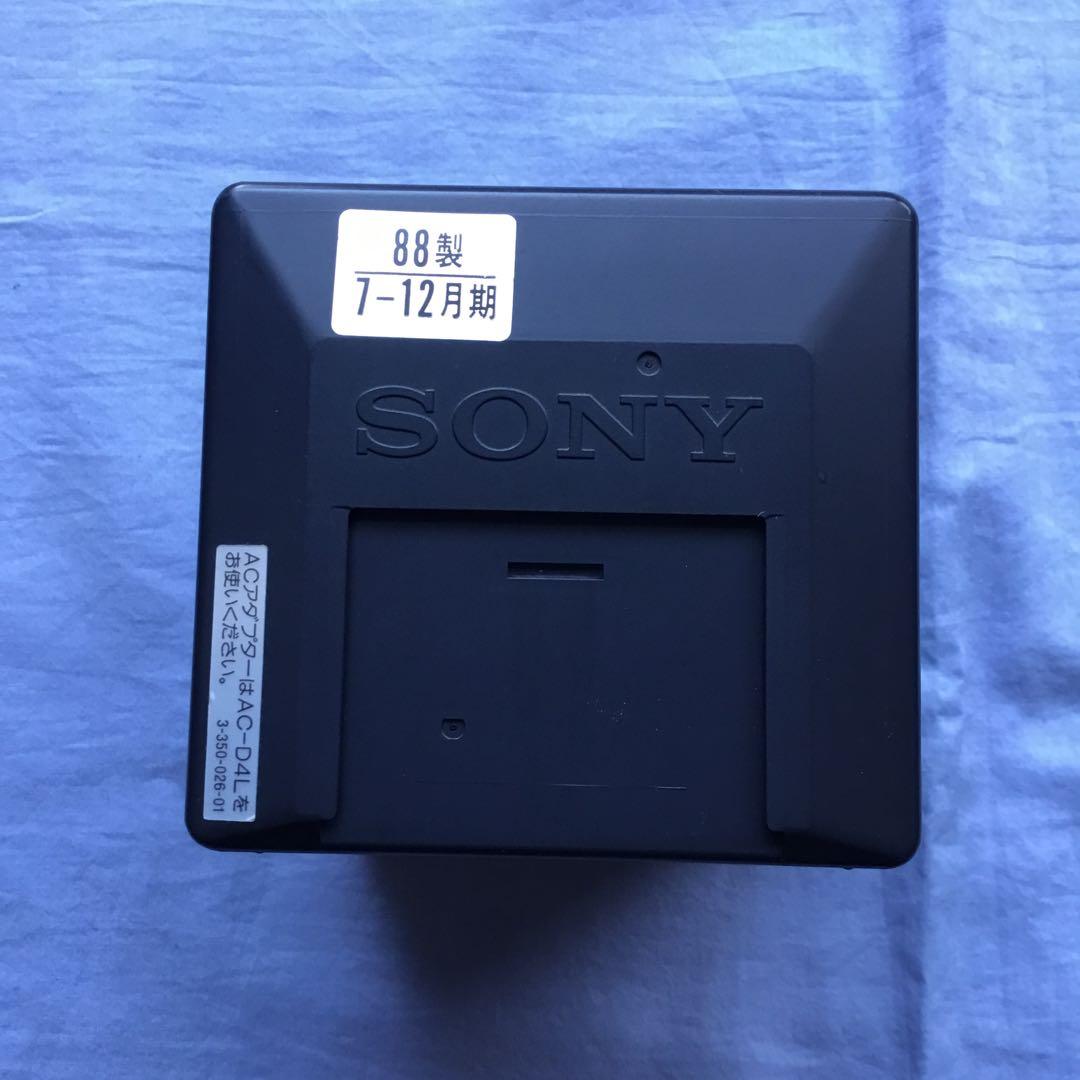 88製
7-12月期
SONY
ACアダプターはAC-D4Lを
お使いください。
3-350-026-01